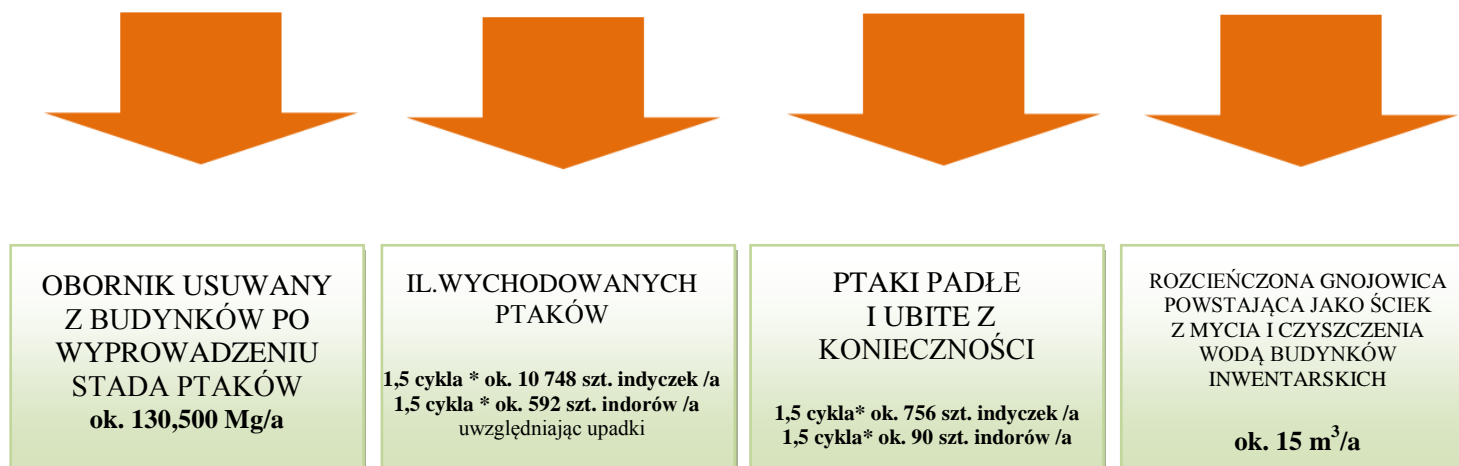 OBORNIK USUWANY
Z BUDYNKÓW PO
WYPROWADZENIU
STADA PTAKÓW
ok. 130,500 Mg/a
IL.WYCHODOWANYCH
PTAKÓW
1,5 cykla * ok. 10 748 szt. indyczek /a
1,5 cykla * ok. 592 szt. indorów /a
uwzględniając upadki
PTAKI PADŁE
I UBITE Z
KONIECZNOŚCI
1,5 cykla* ok. 756 szt. indyczek /a
1,5 cykla* ok. 90 szt. indorów /a
ROZCIEŃCZONA GNOJOWICA
POWSTAJĄCA JAKO ŚCIEK
Z MYCIA I CZYSZCZENIA
WODĄ BUDYNKÓW
INWENTARSKICH
ok. 15 m³/a